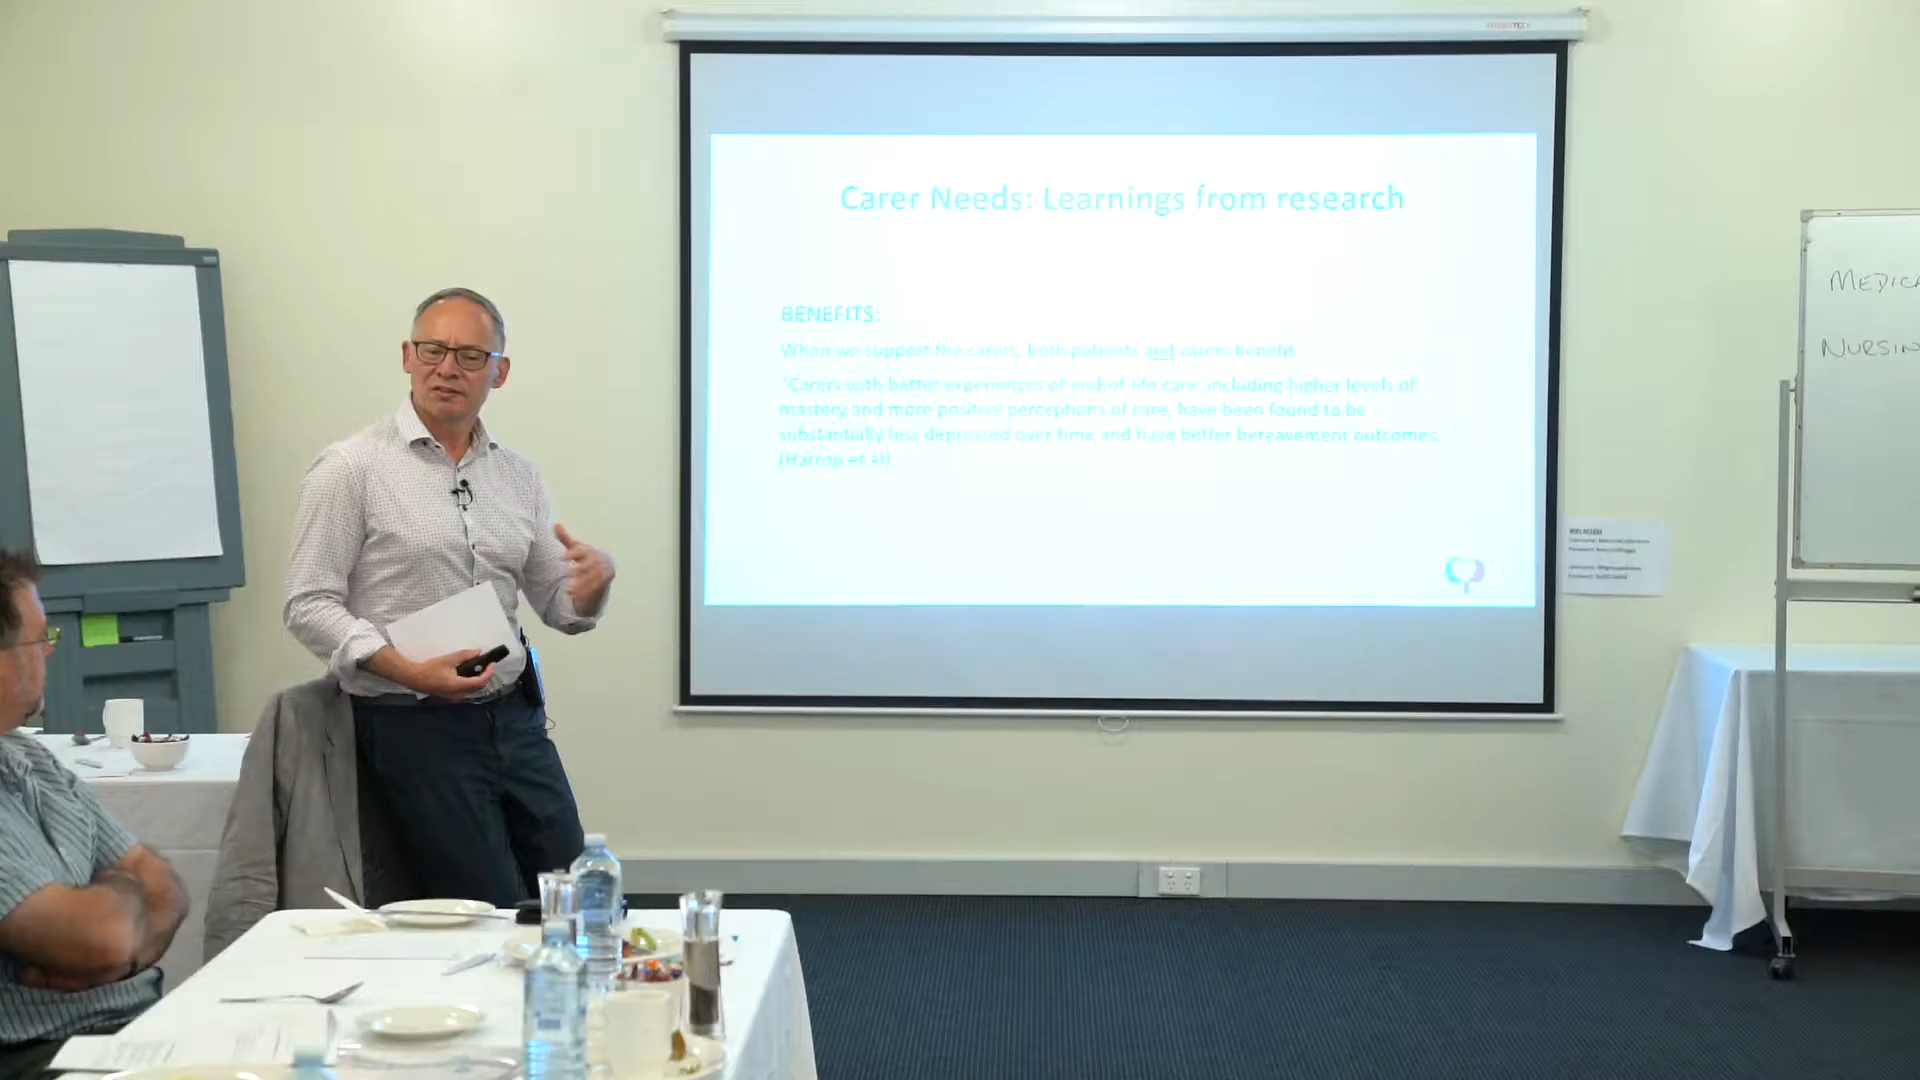 Carer Needs: Learnings from research
BENEFITS:
When we support the carers, both patients and carers benefit
"Carers with better experiences of end-of-life care, including higher levels of
mastery and more positive perceptions of care, have been found to be
substantially less depressed over time and have better bereavement outcomes. "
(Harrop et al)
MEDICA
NURSIN